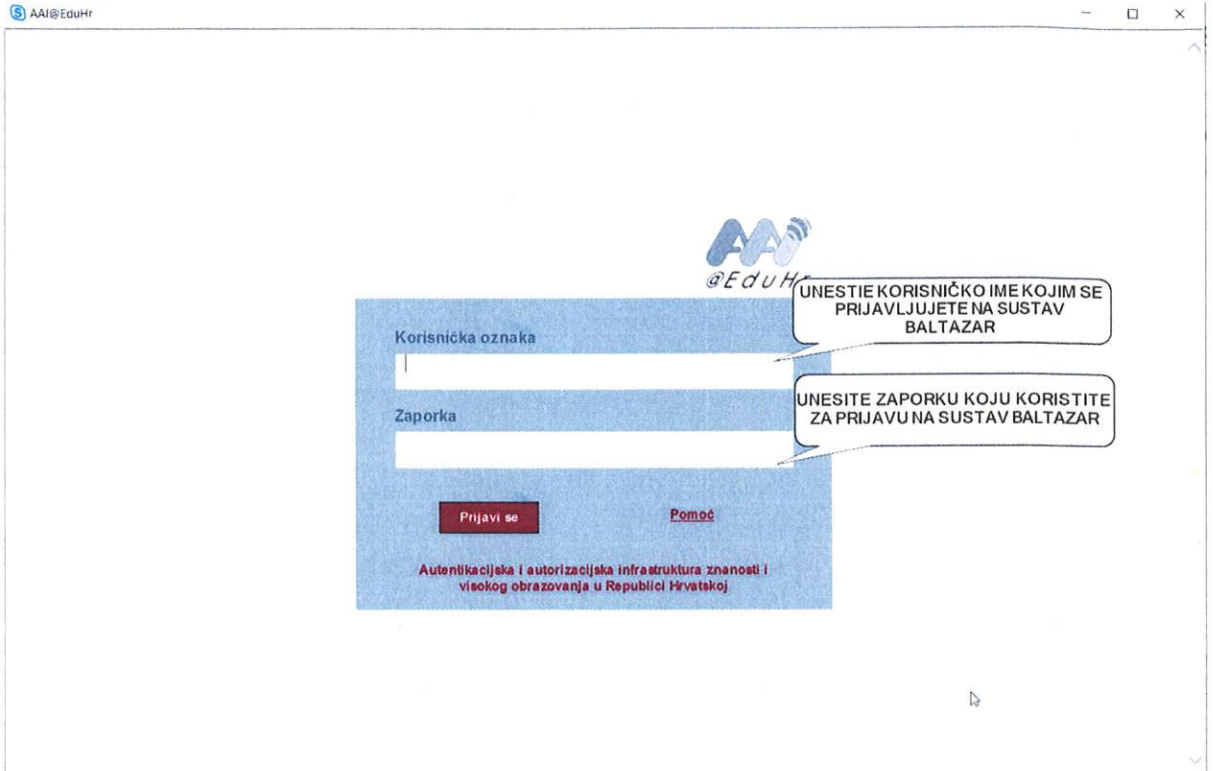 AAI@EduHr
AAI
@EduHr
UNESTIE KORISNIČKO IME KOJIM SE
PRIJAVLJUJETE NA SUSTAV
BALTAZAR
Korisnička oznaka
UNESITE ZAPORKU KOJU KORISTITE
ZA PRIJAVU NA SUSTAV BALTAZAR
Zaporka
Prijavi se
Pomoć
Autentikacijska i autorizacijska infrastruktura znanosti i
visokog obrazovanja u Republici Hrvatskoj